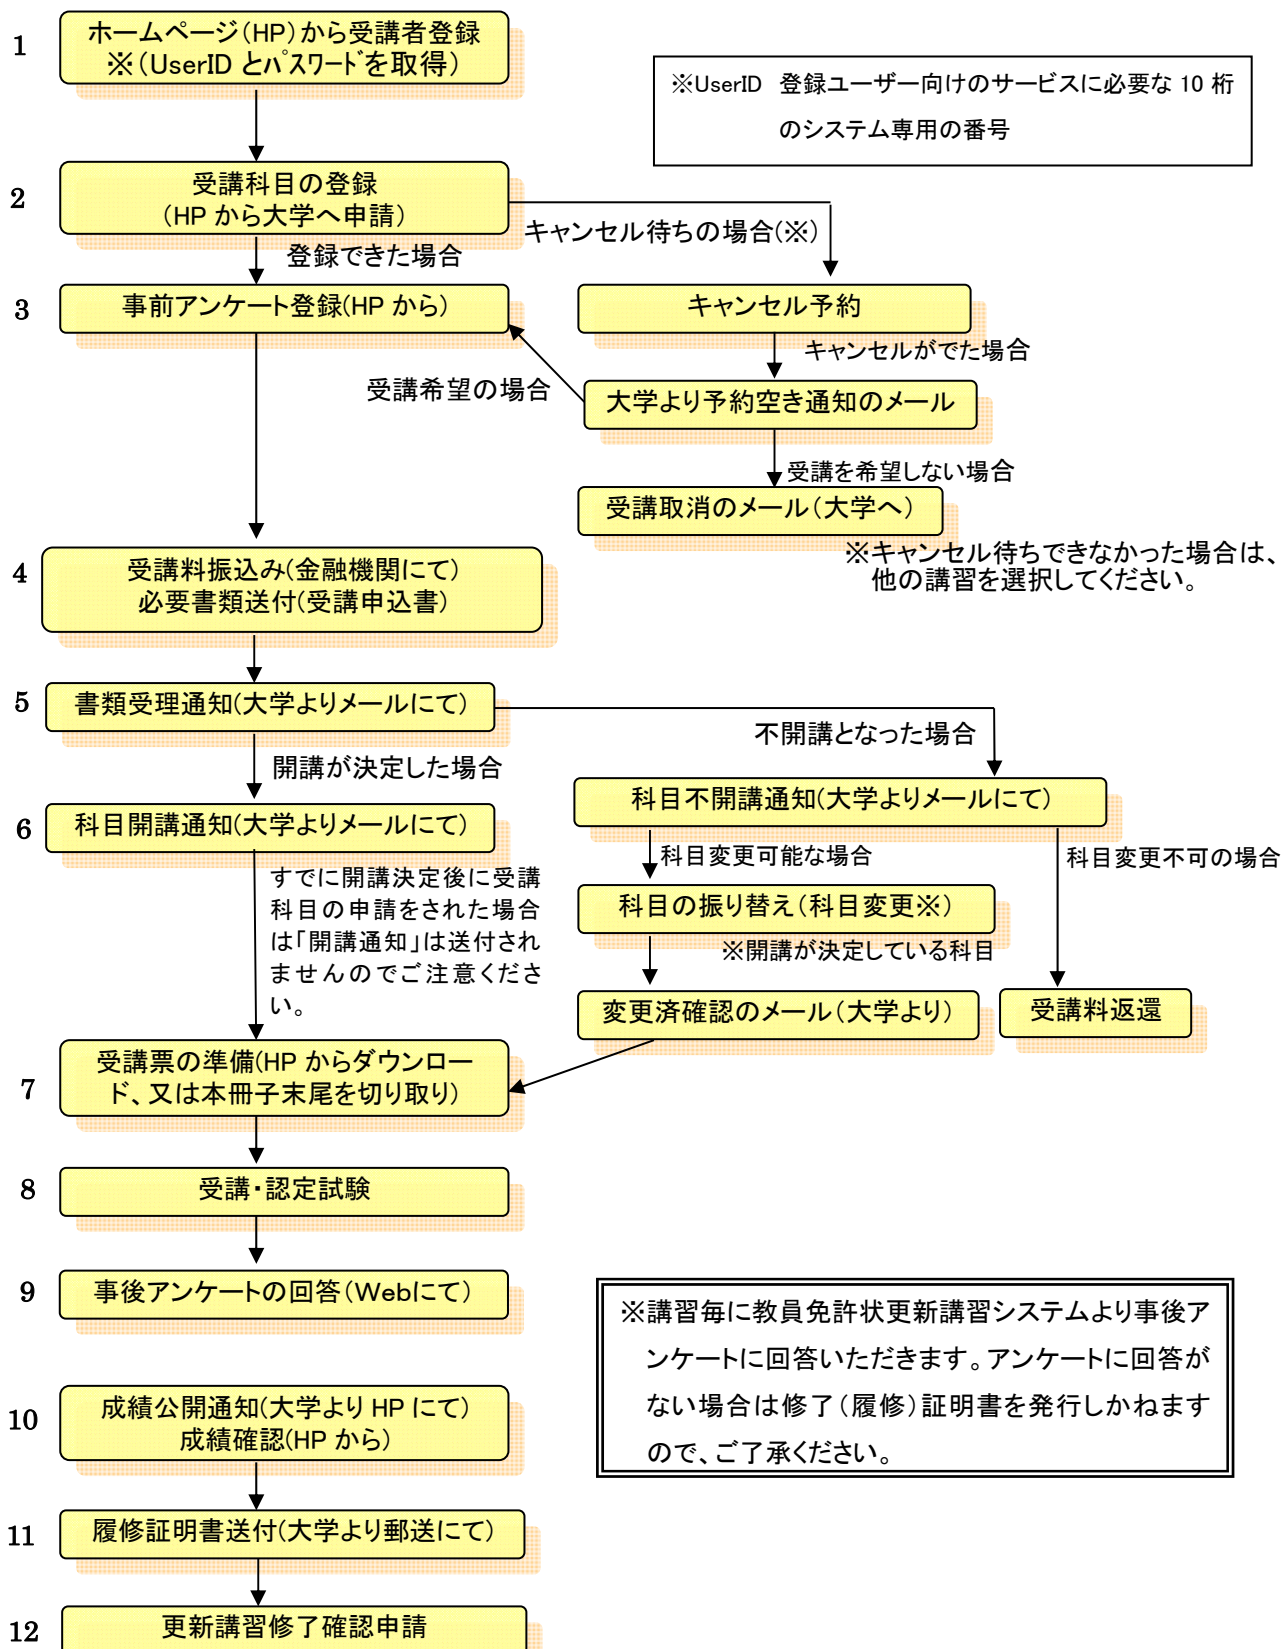 1
ホームページ(HP)から受講者登録
※(UserID とパスワードを取得)
※UserID 登録ユーザー向けのサービスに必要な 10 桁
のシステム専用の番号
2
受講科目の登録
(HP から大学へ申請)
キャンセル待ちの場合(※)
登録できた場合
3
事前アンケート登録(HP から)
キャンセル予約
キャンセルがでた場合
受講希望の場合
大学より予約空き通知のメール
受講を希望しない場合
受講取消のメール(大学へ)
※キャンセル待ちできなかった場合は、
他の講習を選択してください。
4
受講料振込み(金融機関にて)
必要書類送付(受講申込書)
5
書類受理通知(大学よりメールにて)
不開講となった場合
開講が決定した場合
科目不開講通知(大学よりメールにて)
6
科目開講通知(大学よりメールにて)
科目変更可能な場合
科目変更不可の場合
すでに開講決定後に受講
科目の申請をされた場合
は「開講通知」は送付され
ませんのでご注意くださ
い。
科目の振り替え(科目変更※)
※開講が決定している科目
変更済確認のメール(大学より)
受講料返還
7
受講票の準備(HP からダウンロー
ド、又は本冊子末尾を切り取り)
8
受講・認定試験
9
事後アンケートの回答(Webにて)
※講習毎に教員免許状更新講習システムより事後ア
ンケートに回答いただきます。アンケートに回答が
ない場合は修了(履修)証明書を発行しかねます
ので、ご了承ください。
10
成績公開通知(大学より HP にて)
成績確認(HP から)
11
履修証明書送付(大学より郵送にて)
12
更新講習修了確認申請